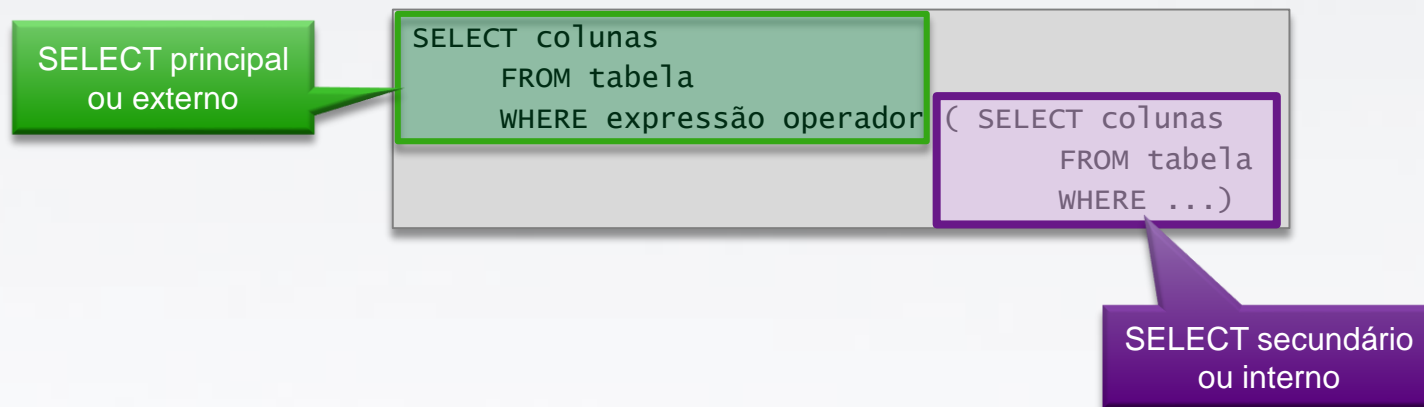 SELECT principal
ou externo
SELECT colunas
FROM tabela
WHERE expressão operador ( SELECT colunas
FROM tabela
WHERE ...)
SELECT secundário
ou interno